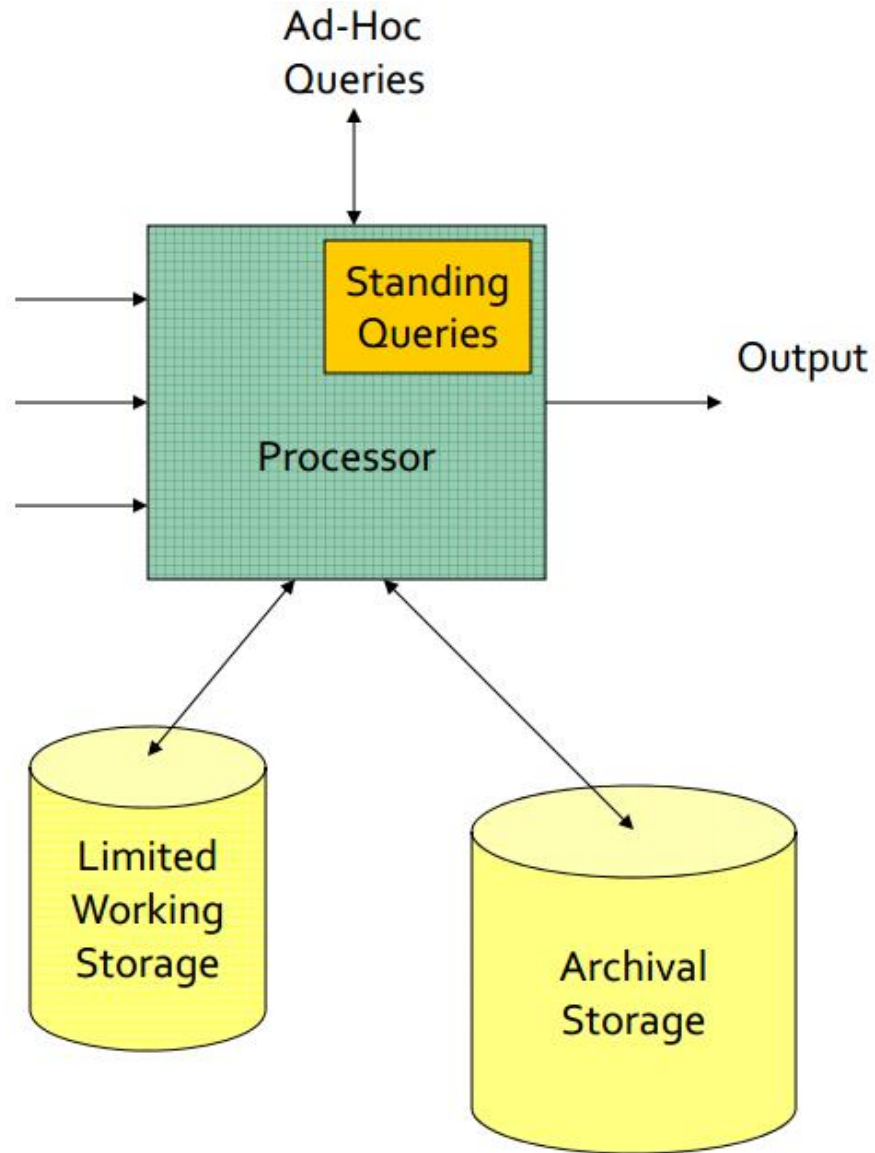 Ad-Hoc
Queries
Standing
Queries
Output
Processor
Limited
Working
Storage
Archival
Storage